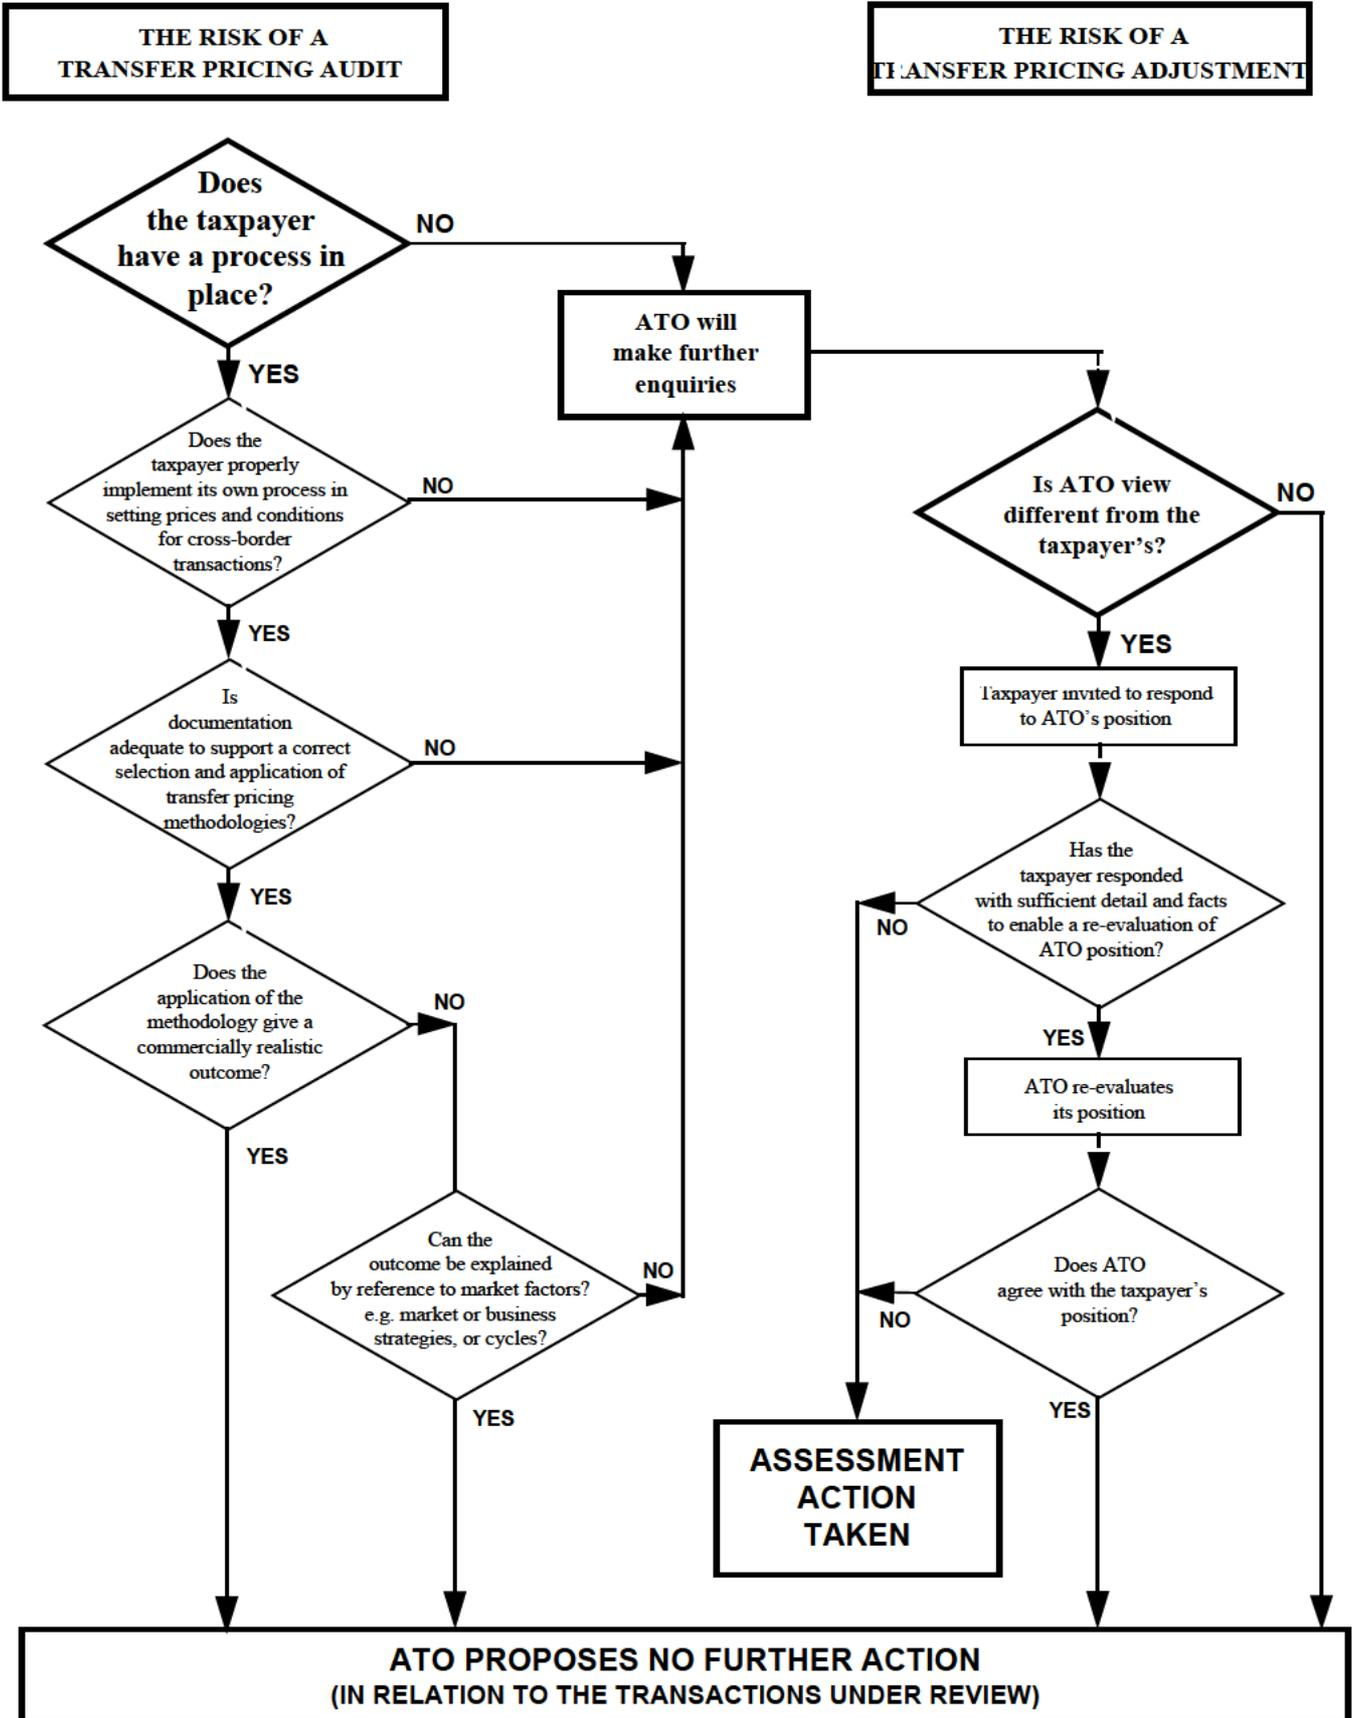 THE RISK OF A
TRANSFER PRICING AUDIT
THE RISK OF A
TRANSFER PRICING ADJUSTMENT
Does
the taxpayer
have a process in
place?
NO
YES
ATO will
make further
enquiries
Does the
taxpayer properly
implement its own process in
setting prices and conditions
for cross-border
transactions?
NO
YES
Is
documentation
adequate to support a correct
selection and application of
transfer pricing
methodologies?
NO
YES
Does the
application of the
methodology give a
commercially realistic
outcome?
NO
YES
Can the
outcome be explained
by reference to market factors?
e.g. market or business
strategies, or cycles?
NO
YES
Is ATO view
different from the
taxpayer's?
NO
YES
Taxpayer invited to respond
to ATO's position
Has the
taxpayer responded
with sufficient detail and facts
to enable a re-evaluation of
ATO position?
NO
YES
ATO re-evaluates
its position
Does ATO
agree with the taxpayer's
position?
NO
YES
ASSESSMENT
ACTION
TAKEN
ATO PROPOSES NO FURTHER ACTION
(IN RELATION TO THE TRANSACTIONS UNDER REVIEW)